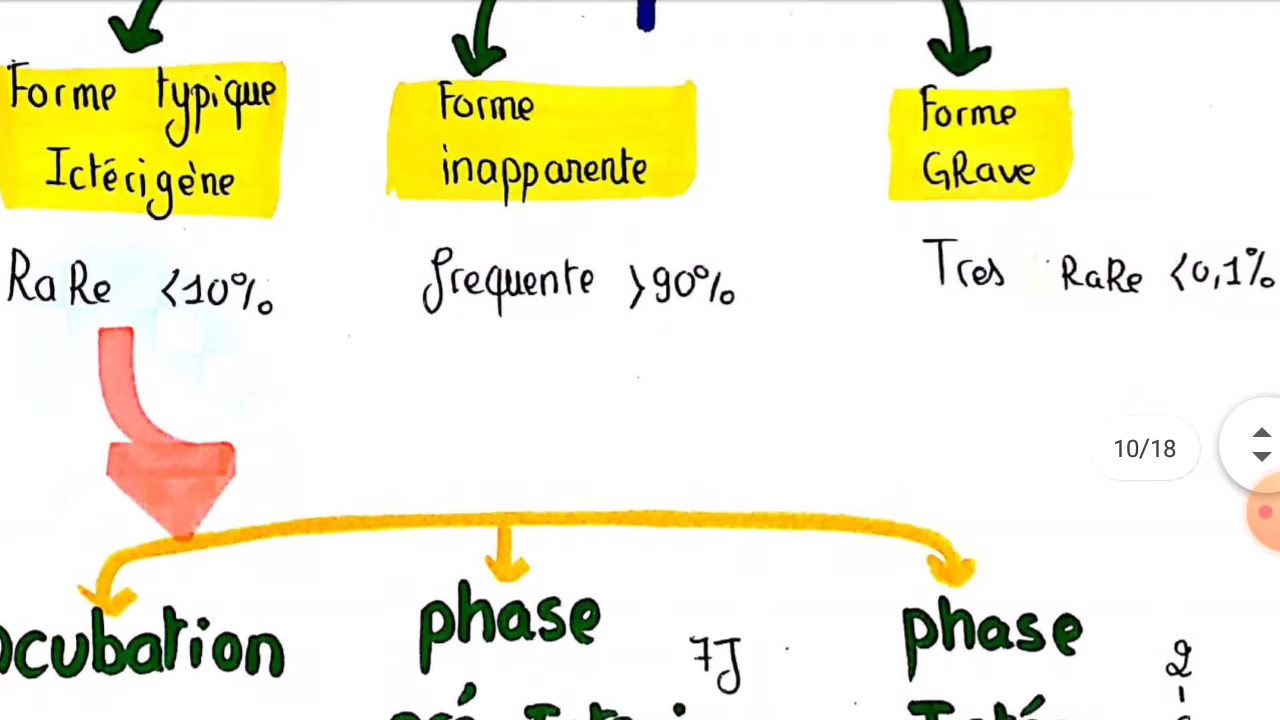 Forme typique
Ictérigène
RaRe <10%
Forme
inapparente
frequente >90%
Forme
GRave
Tres RaRe <0,1%
10/18
phase
7J
phase
2